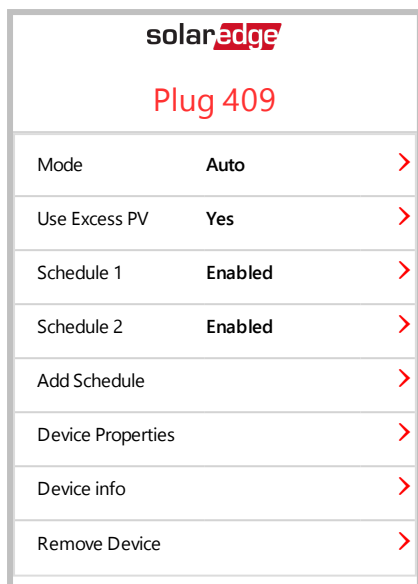 solaredge
Plug 409
Mode Auto
Use Excess PV Yes
Schedule 1 Enabled
Schedule 2 Enabled
Add Schedule
Device Properties
Device info
Remove Device